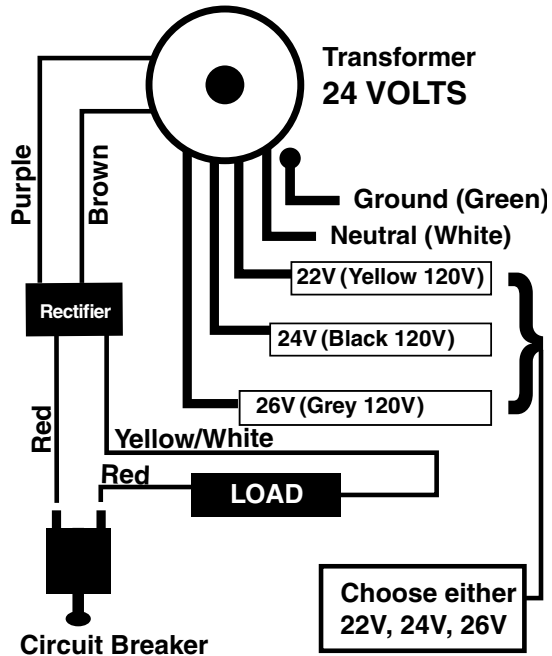 Transformer
24 VOLTS
Purple
Brown
Ground (Green)
Neutral (White)
22V (Yellow 120V)
Rectifier
24V (Black 120V)
26V (Grey 120V)
Red
Yellow/White
Red
LOAD
Choose either
22V, 24V, 26V
Circuit Breaker